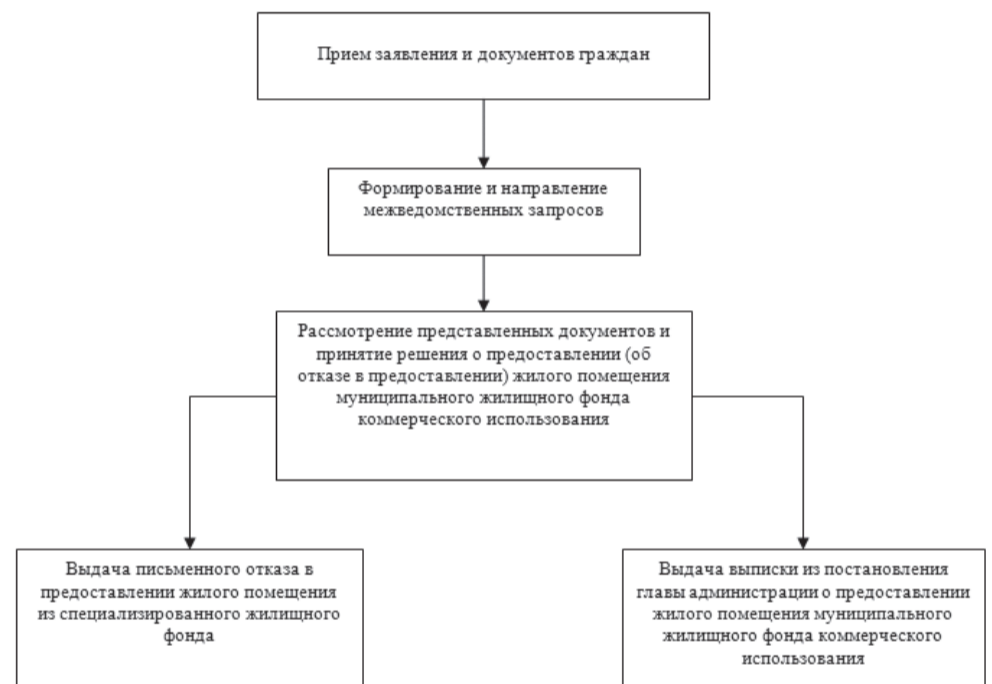 Прием заявления и документов граждан
Формирование и направление
межведомственных запросов
Рассмотрение представленных документов и
принятие решения о предоставлении (об
отказе в предоставлении) жилого помещения
муниципального жилищного фонда
коммерческого использования
Выдача письменного отказа в
предоставлении жилого помещения
из специализированного жилищного
фонда
Выдача выписки из постановления
главы администрации о предоставлении
жилого помещения муниципального
жилищного фонда коммерческого
использования